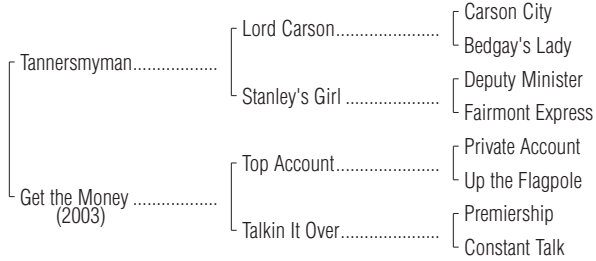 Carson City
Lord Carson....................
Bedgay's Lady
Tannersmyman.................
Deputy Minister
Stanley's Girl ..................
Fairmont Express
Private Account
Top Account....................
Up the Flagpole
Get the Money .................
(2003)
Premiership
Talkin It Over...................
Constant Talk